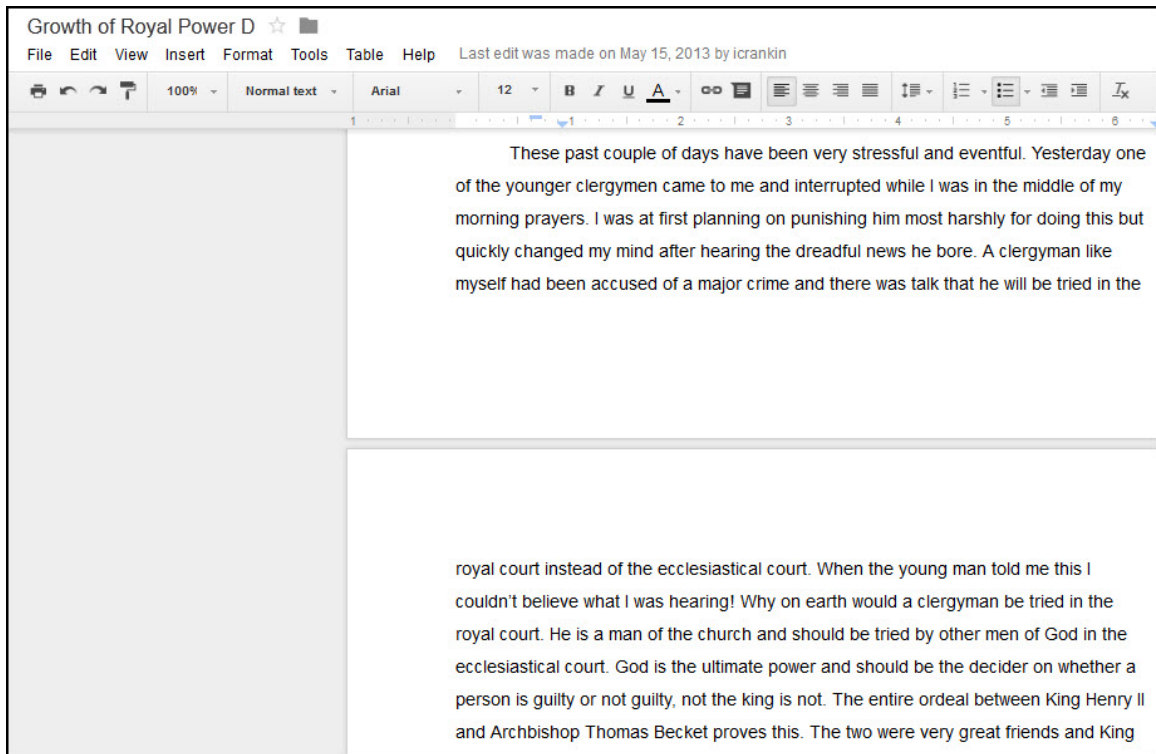 Growth of Royal Power D
File Edit View Insert Format Tools Table Help Last edit was made on May 15, 2013 by icrankin
100% Normal text Arial 12 B I U A
1 1 2 3 4 5 6
These past couple of days have been very stressful and eventful. Yesterday one
of the younger clergymen came to me and interrupted while I was in the middle of my
morning prayers. I was at first planning on punishing him most harshly for doing this but
quickly changed my mind after hearing the dreadful news he bore. A clergyman like
myself had been accused of a major crime and there was talk that he will be tried in the
royal court instead of the ecclesiastical court. When the young man told me this I
couldn't believe what I was hearing! Why on earth would a clergyman be tried in the
royal court. He is a man of the church and should be tried by other men of God in the
ecclesiastical court. God is the ultimate power and should be the decider on whether a
person is guilty or not guilty, not the king is not. The entire ordeal between King Henry II
and Archbishop Thomas Becket proves this. The two were very great friends and King